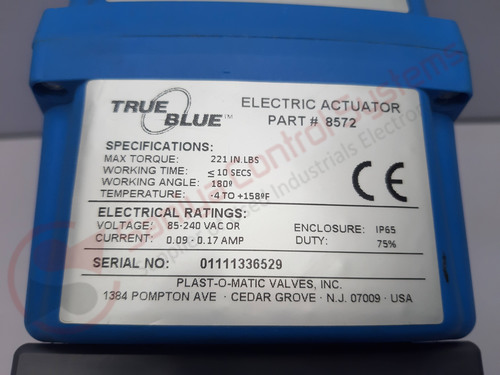 TRUE BLUE™
ELECTRIC ACTUATOR
PART # 8572
SPECIFICATIONS:
MAX TORQUE: 221 IN.LBS
WORKING TIME: ≤ 10 SECS
WORKING ANGLE: 180º
TEMPERATURE: -4 TO +158ºF
CE
ELECTRICAL RATINGS:
VOLTAGE: 85-240 VAC OR
CURRENT: 0.09 - 0.17 AMP
ENCLOSURE: IP65
DUTY: 75%
SERIAL NO: 01111336529
PLAST-O-MATIC VALVES, INC.
1384 POMPTON AVE · CEDAR GROVE · N.J. 07009 · USA